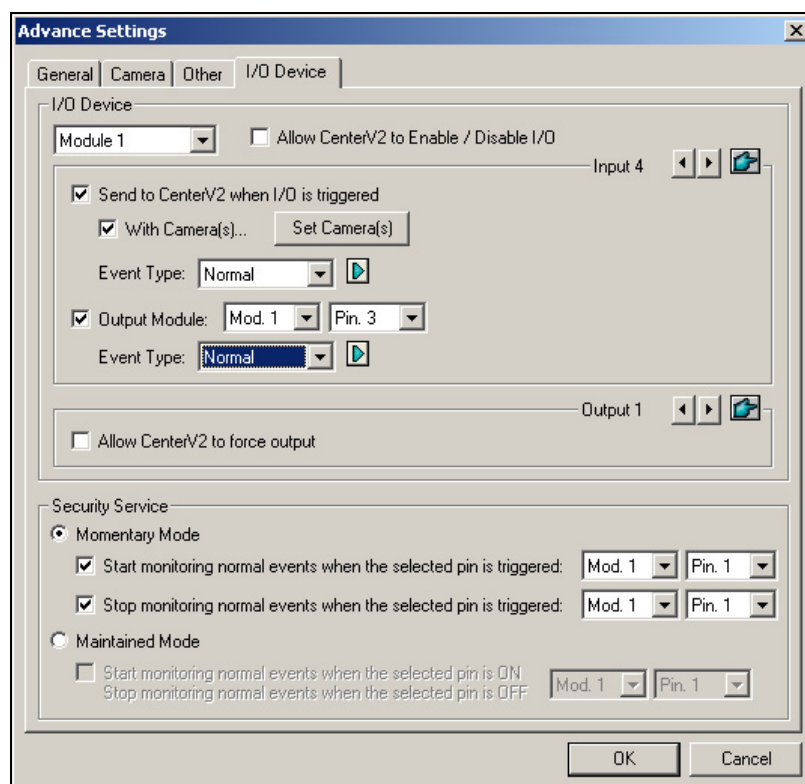 Advance Settings
General Camera Other I/O Device
I/O Device
Module 1
Allow CenterV2 to Enable / Disable I/O
Input 4
Send to CenterV2 when I/O is triggered
With Camera(s)... Set Camera(s)
Event Type: Normal
Output Module: Mod. 1 Pin. 3
Event Type: Normal
Output 1
Allow CenterV2 to force output
Security Service
Momentary Mode
Start monitoring normal events when the selected pin is triggered: Mod. 1 Pin. 1
Stop monitoring normal events when the selected pin is triggered: Mod. 1 Pin. 1
Maintained Mode
Start monitoring normal events when the selected pin is ON
Stop monitoring normal events when the selected pin is OFF
Mod. 1 Pin. 1
OK Cancel